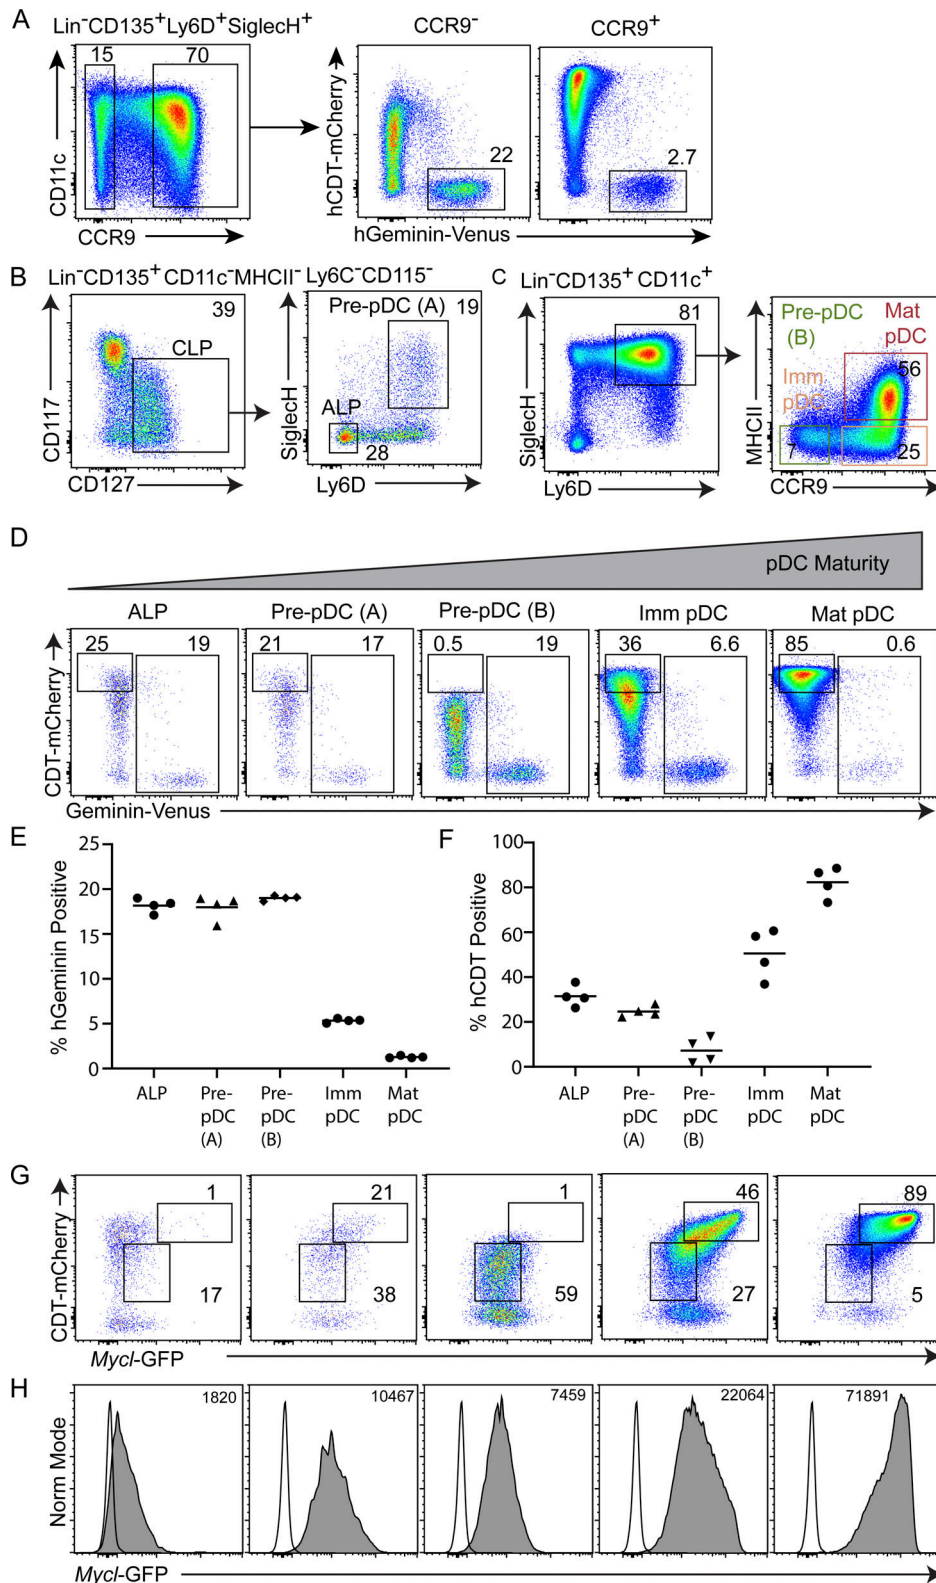 A
Lin⁻CD135⁺Ly6D⁺SiglecH⁺
CCR9⁻
CCR9⁺
15
70
CD11c
CCR9
hCDT-mCherry
22
2.7
hGeminin-Venus
B
Lin⁻CD135⁺CD11c⁻MHCII⁻Ly6C⁻CD115⁻
39
CLP
CD117
CD127
Pre-pDC (A)
19
ALP
28
SiglecH
Ly6D
C
Lin⁻CD135⁺CD11c⁺
81
SiglecH
Ly6D
Pre-pDC
(B)
Mat
pDC
56
Imm
pDC
7
25
MHCII
CCR9
D
pDC Maturity
ALP
Pre-pDC (A)
Pre-pDC (B)
Imm pDC
Mat pDC
25
19
21
17
0.5
19
36
6.6
85
0.6
CDT-mCherry
Geminin-Venus
E
% hGeminin Positive
25
20
15
10
5
0
ALP
Pre-
pDC
(A)
Pre-
pDC
(B)
Imm
pDC
Mat
pDC
F
% hCDT Positive
100
80
60
40
20
0
ALP
Pre-
pDC
(A)
Pre-
pDC
(B)
Imm
pDC
Mat
pDC
G
CDT-mCherry
1
17
21
38
1
59
46
27
89
5
Mycl-GFP
H
Norm Mode
1820
10467
7459
22064
71891
Mycl-GFP